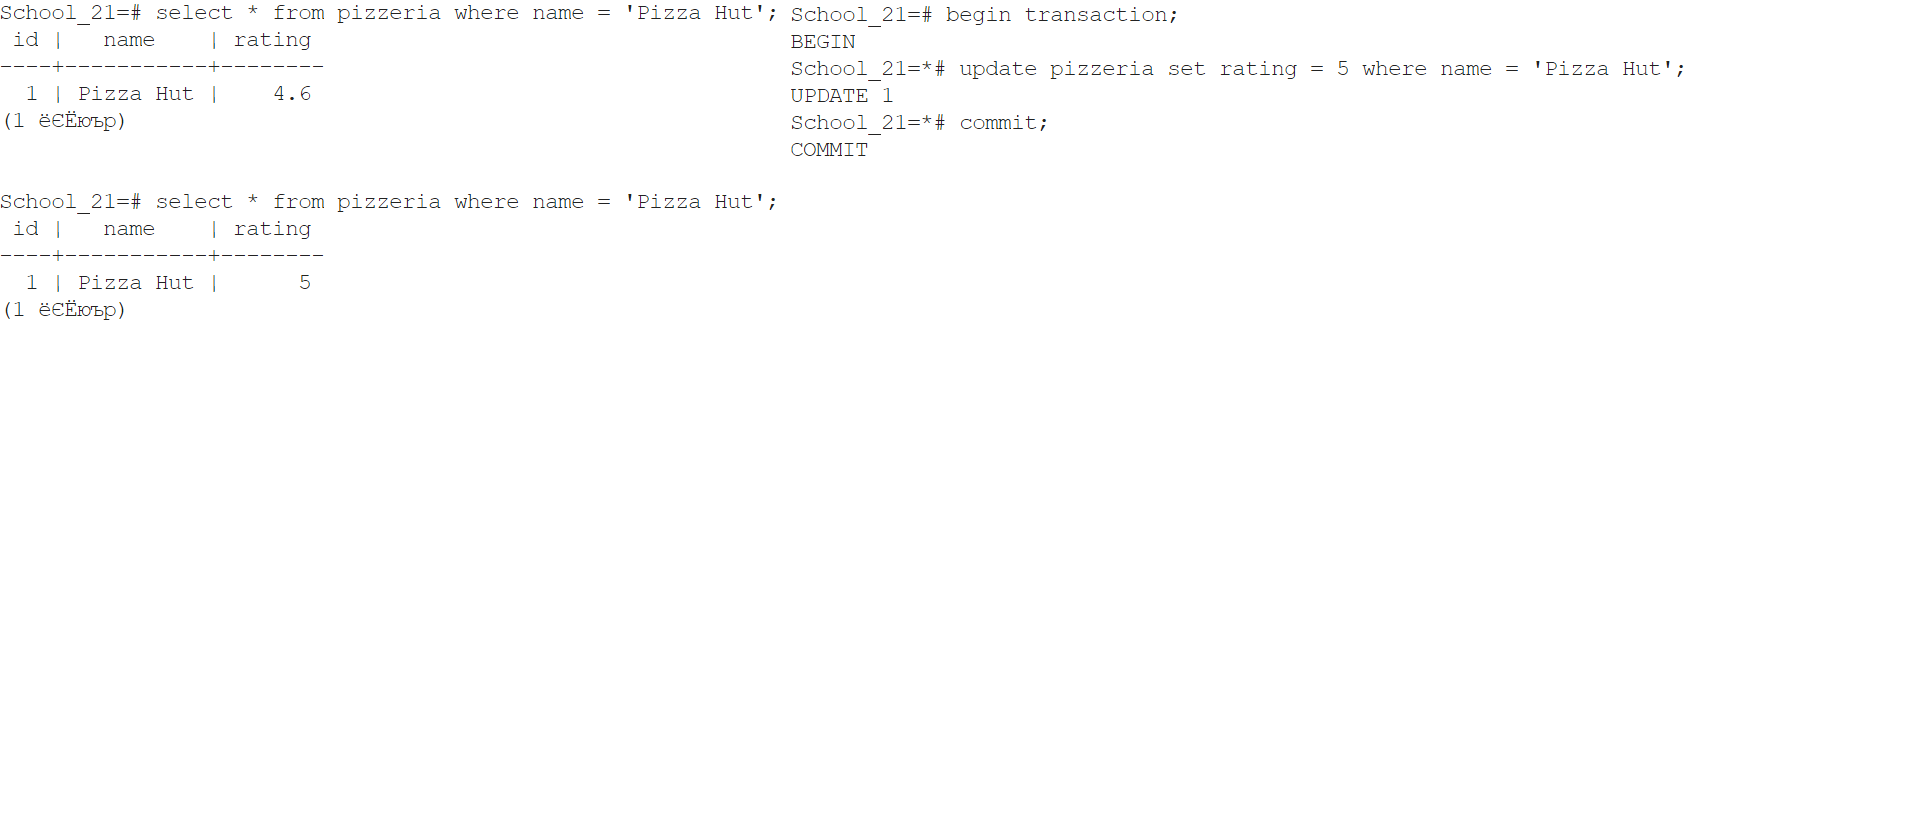 School_21=# select * from pizzeria where name = 'Pizza Hut';
 id |   name    | rating
----+-----------+--------
  1 | Pizza Hut |    4.6
(1 ёЄЁюър)
School_21=# select * from pizzeria where name = 'Pizza Hut';
 id |   name    | rating
----+-----------+--------
  1 | Pizza Hut |      5
(1 ёЄЁюър)
School_21=# begin transaction;
BEGIN
School_21=*# update pizzeria set rating = 5 where name = 'Pizza Hut';
UPDATE 1
School_21=*# commit;
COMMIT